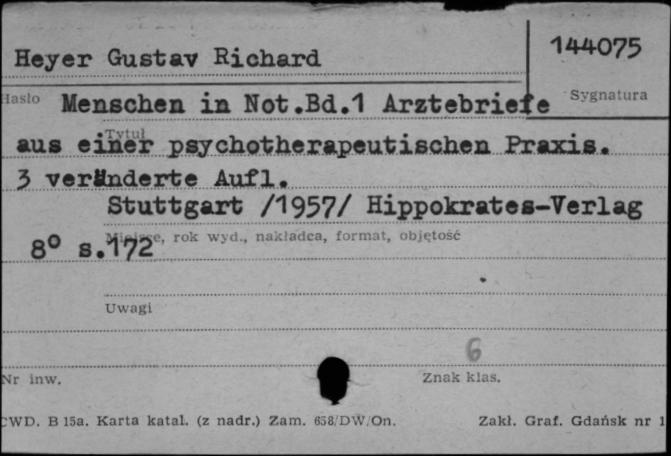 144075
Heyer Gustav Richard
Hasło Menschen in Not.Bd.1 Arztebriefe Sygnatura
Tytuł
aus einer psychotherapeutischen Praxis.
3 veränderte Aufl.
Stuttgart /1957/ Hippokrates-Verlag
Miejsce, rok wyd., nakładca, format, objętość
8° s.172
Uwagi
6
Nr inw. Znak klas.
CWD. B 15a. Karta katal. (z nadr.) Zam. 658/DW/On. Zakł. Graf. Gdańsk nr 1